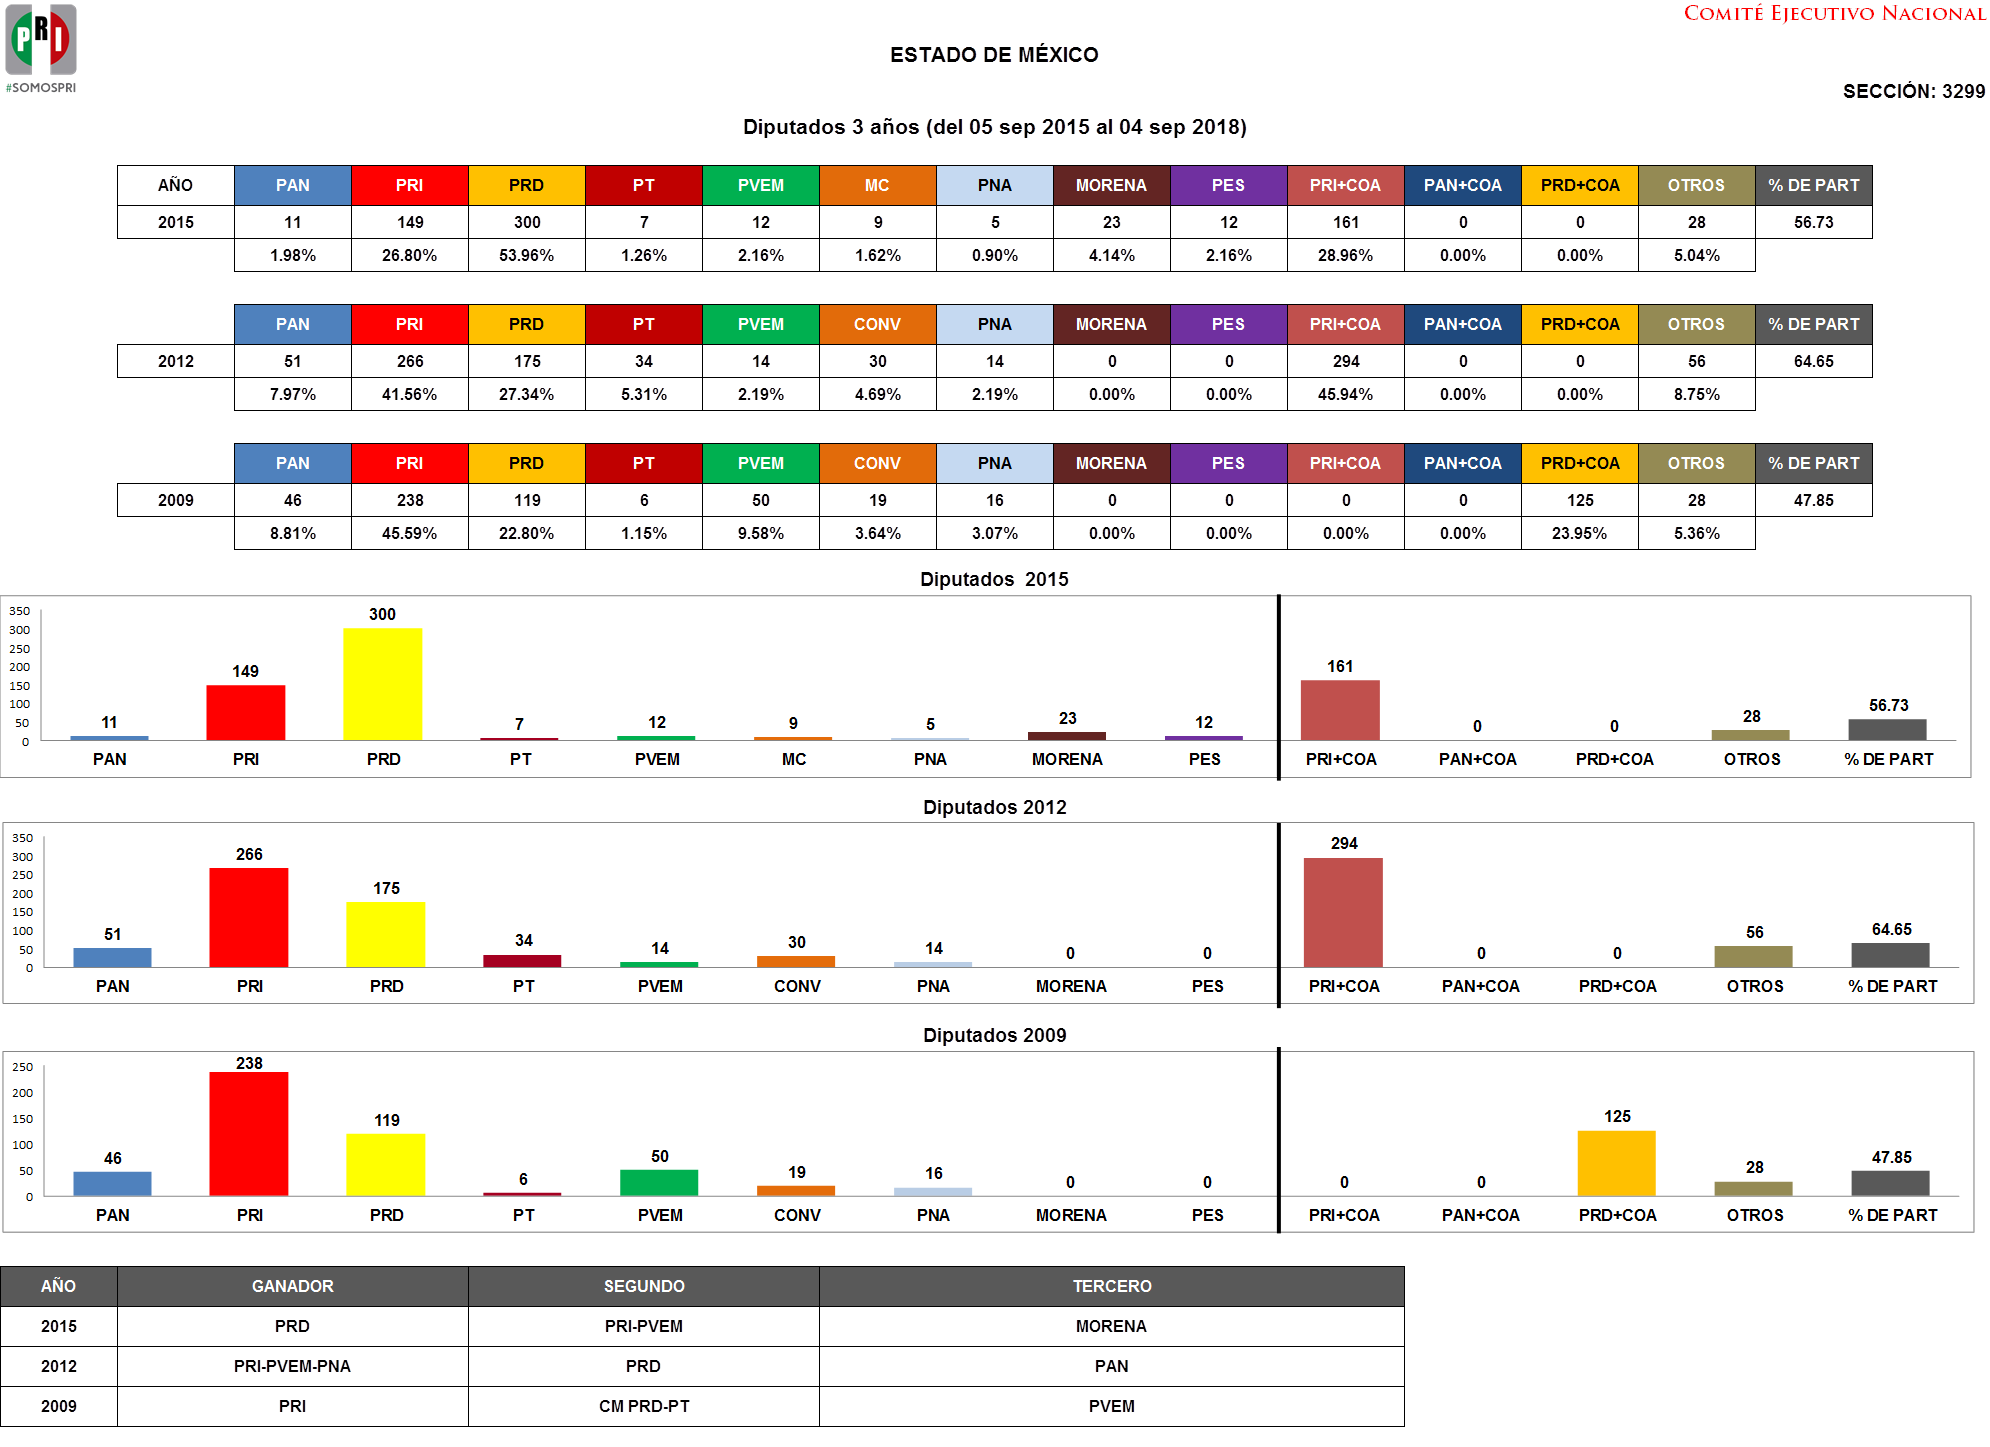 PRI
#SOMOSPRI
COMITÉ EJECUTIVO NACIONAL
ESTADO DE MÉXICO
SECCIÓN: 3299
Diputados 3 años (del 05 sep 2015 al 04 sep 2018)
AÑO PAN PRI PRD PT PVEM MC PNA MORENA PES PRI+COA PAN+COA PRD+COA OTROS % DE PART
2015 11 149 300 7 12 9 5 23 12 161 0 0 28 56.73
1.98% 26.80% 53.96% 1.26% 2.16% 1.62% 0.90% 4.14% 2.16% 28.96% 0.00% 0.00% 5.04%
PAN PRI PRD PT PVEM CONV PNA MORENA PES PRI+COA PAN+COA PRD+COA OTROS % DE PART
2012 51 266 175 34 14 30 14 0 0 294 0 0 56 64.65
7.97% 41.56% 27.34% 5.31% 2.19% 4.69% 2.19% 0.00% 0.00% 45.94% 0.00% 0.00% 8.75%
PAN PRI PRD PT PVEM CONV PNA MORENA PES PRI+COA PAN+COA PRD+COA OTROS % DE PART
2009 46 238 119 6 50 19 16 0 0 0 0 125 28 47.85
8.81% 45.59% 22.80% 1.15% 9.58% 3.64% 3.07% 0.00% 0.00% 0.00% 0.00% 23.95% 5.36%
Diputados 2015
350
300
250
200
150
100
50
0
11 149 300 7 12 9 5 23 12 161 0 0 28 56.73
PAN PRI PRD PT PVEM MC PNA MORENA PES PRI+COA PAN+COA PRD+COA OTROS % DE PART
Diputados 2012
350
300
250
200
150
100
50
0
51 266 175 34 14 30 14 0 0 294 0 0 56 64.65
PAN PRI PRD PT PVEM CONV PNA MORENA PES PRI+COA PAN+COA PRD+COA OTROS % DE PART
Diputados 2009
250
200
150
100
50
0
46 238 119 6 50 19 16 0 0 0 0 125 28 47.85
PAN PRI PRD PT PVEM CONV PNA MORENA PES PRI+COA PAN+COA PRD+COA OTROS % DE PART
AÑO GANADOR SEGUNDO TERCERO
2015 PRD PRI-PVEM MORENA
2012 PRI-PVEM-PNA PRD PAN
2009 PRI CM PRD-PT PVEM